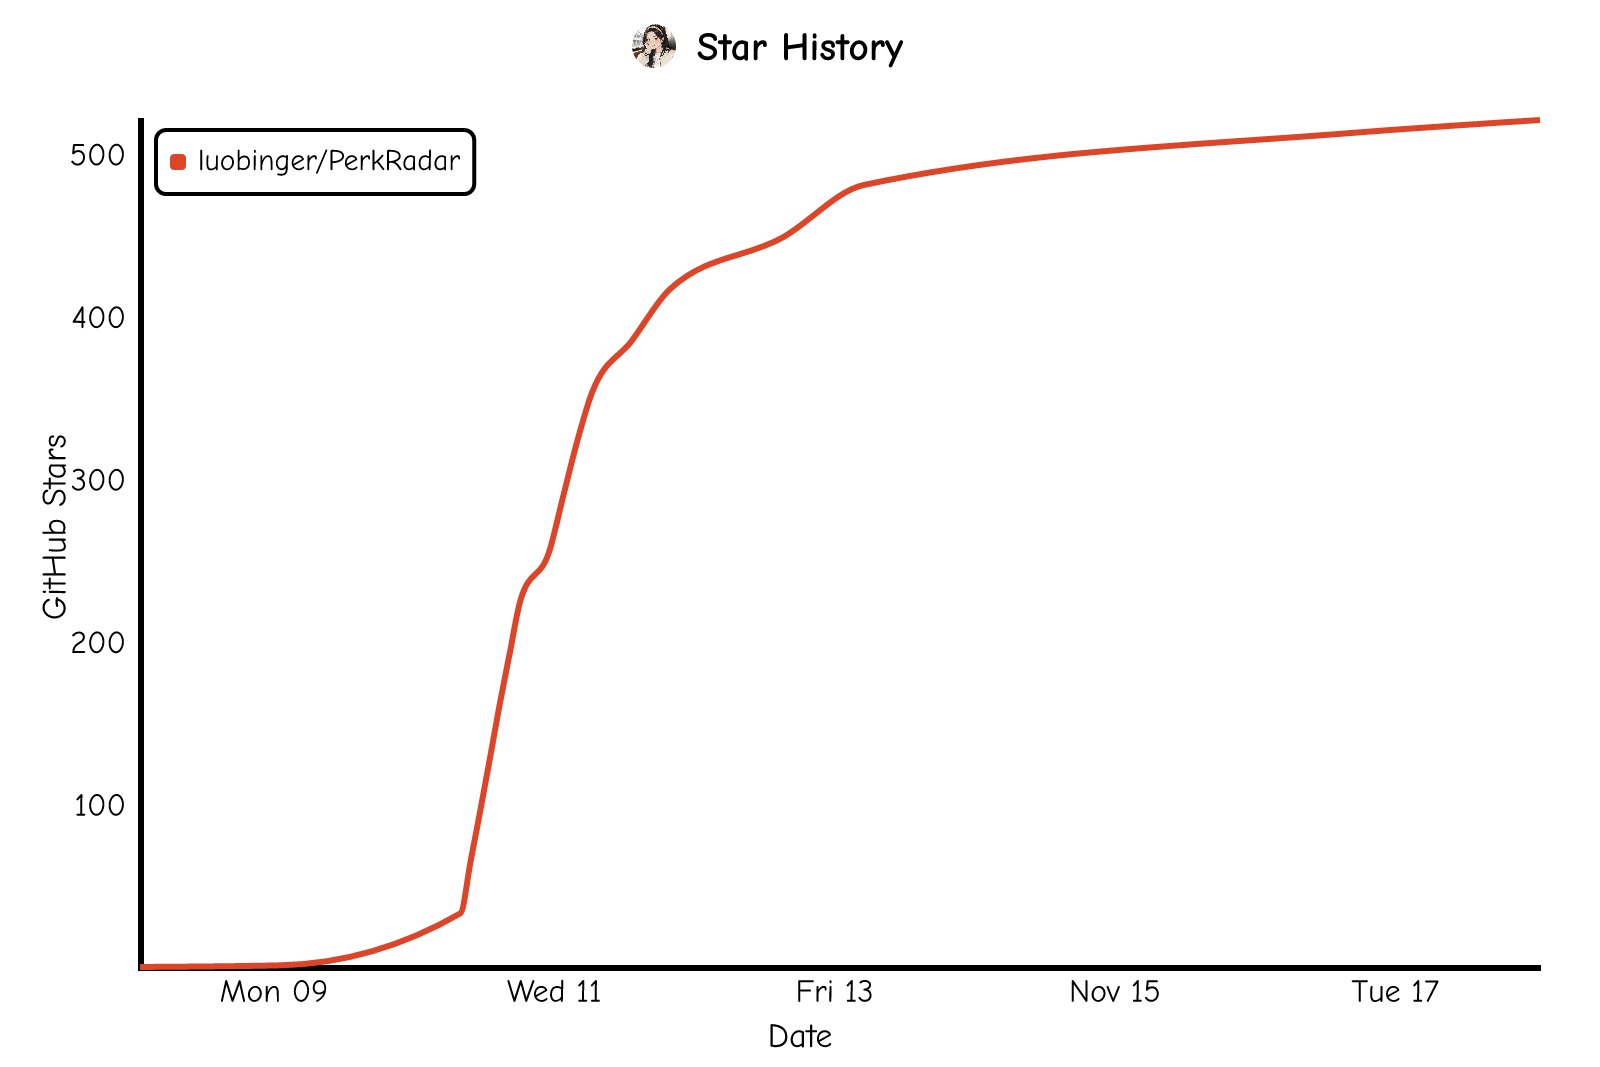 Star History
luobinger/PerkRadar
500
400
300
200
100
GitHub Stars
Mon 09
Wed 11
Fri 13
Nov 15
Tue 17
Date